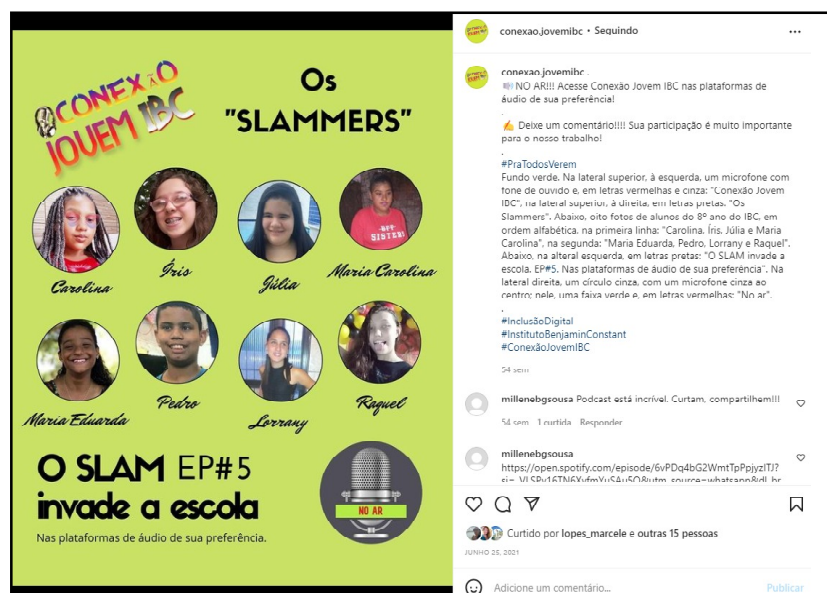 CONEXÃO
JOVEM IBC
Os
"SLAMMERS"
Carolina
Íris
Júlia
Maria Carolina
Maria Eduarda
Pedro
Lorrany
Raquel
O SLAM EP#5
invade a escola
Nas plataformas de áudio de sua preferência.
NO AR
conexao.jovemibc • Seguindo
conexao.jovemibc .
NO AR!!! Acesse Conexão Jovem IBC nas plataformas de
áudio de sua preferência!
.
Deixe um comentário!!!! Sua participação é muito importante
para o nosso trabalho!
.
#PraTodosVerem
Fundo verde. Na lateral superior, à esquerda, um microfone com
fone de ouvido e, em letras vermelhas e cinza: "Conexão Jovem
IBC", na lateral superior, à direita, em letras pretas: "Os
Slammers". Abaixo, oito fotos de alunos do 8º ano do IBC, em
ordem alfabética, na primeira linha: "Carolina, Íris, Júlia e Maria
Carolina", na segunda: "Maria Eduarda, Pedro, Lorrany e Raquel".
Abaixo, na alteral esquerda, em letras pretas: "O SLAM invade a
escola. EP#5. Nas plataformas de áudio de sua preferência". Na
lateral direita, um círculo cinza, com um microfone cinza ao
centro; nele, uma faixa verde e, em letras vermelhas: "No ar".
.
#InclusãoDigital
#InstitutoBenjaminConstant
#ConexãoJovemIBC
54 sem
millenebgsousa Podcast está incrível. Curtam, compartilhem!!!
54 sem 1 curtida Responder
millenebgsousa
https://open.spotify.com/episode/6vPDq4bG2WmtTpPpjyzITJ?
Curtido por lopes_marcele e outras 15 pessoas
JUNHO 25, 2021
Adicione um comentário...
Publicar